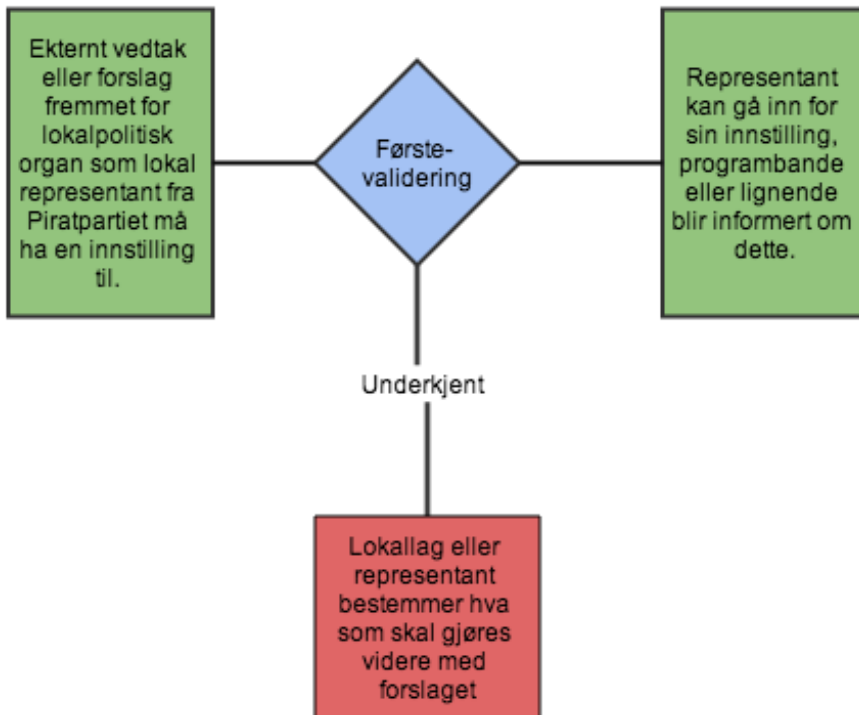 Ekternt vedtak
eller forslag
fremmet for
lokalpolitisk
organ som lokal
representant fra
Piratpartiet må
ha en innstilling
til.
Første-
validering
Representant
kan gå inn for
sin innstilling,
programbande
eller lignende
blir informert om
dette.
Underkjent
Lokallag eller
representant
bestemmer hva
som skal gjøres
videre med
forslaget